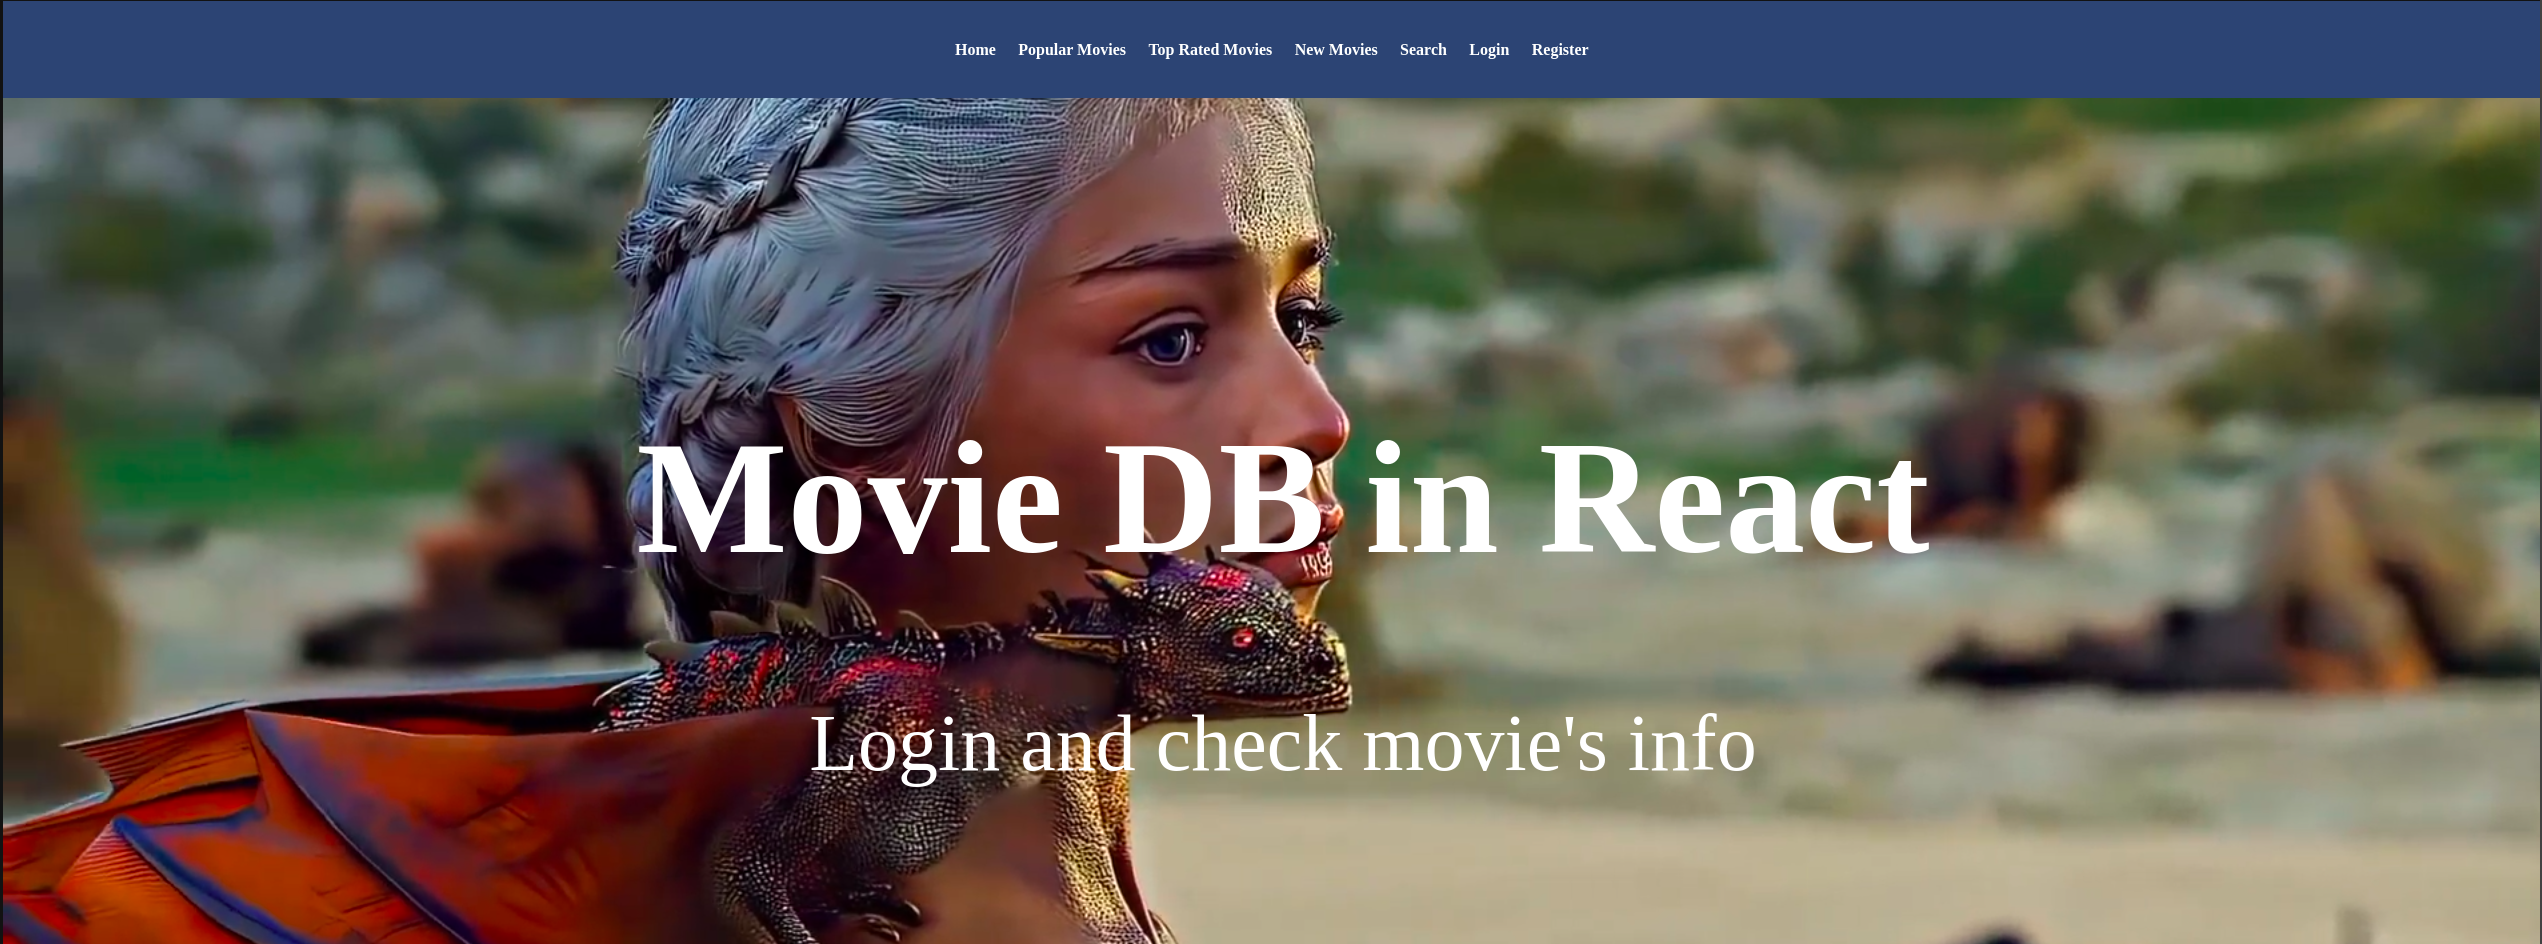 Home Popular Movies Top Rated Movies New Movies Search Login Register
Movie DB in React
Login and check movie's info